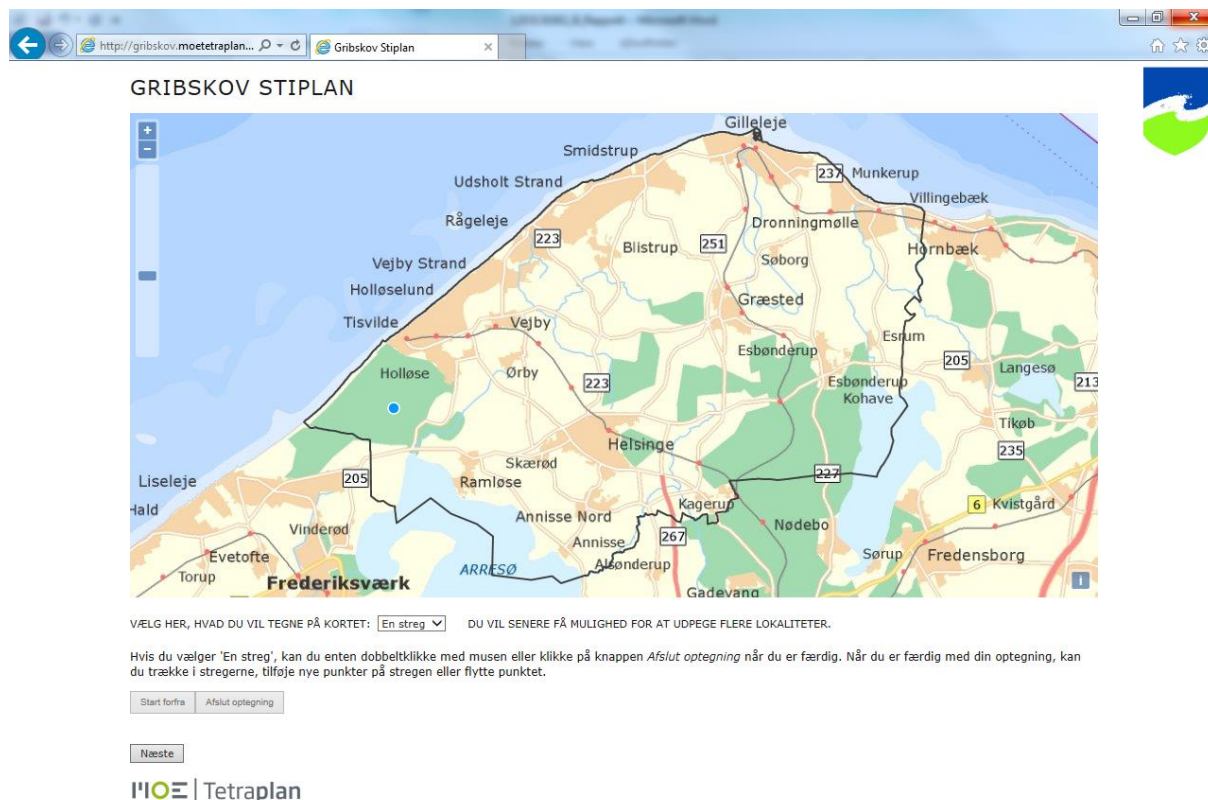 http://gribskov.moetetraplan...
Gribskov Stiplan
GRIBSKOV STIPLAN
+
−
Gilleleje
Smidstrup
237 Munkerup
Udsholt Strand
Villingebæk
Rågeleje
Dronningmølle
223
Blistrup
251
Hornbæk
Søborg
Vejby Strand
Holløselund
Græsted
Tisvilde
Vejby
Esrum
Esbønderup
205
Langesø
Holløse
Ørby
223
Esbønderup
Kohave
213
Tikøb
Helsinge
235
Skærød
227
Liselejе
205
Ramløse
Hald
Kagerup
6 Kvistgård
Annisse Nord
Nødebo
Vinderød
Annisse
267
Evetofte
Sørup
Fredensborg
Torup
Frederiksværk
ARRESØ
Alsønderup
Gadevang
i
VÆLG HER, HVAD DU VIL TEGNE PÅ KORTET: En streg DU VIL SENERE FÅ MULIGHED FOR AT UDPEGE FLERE LOKALITETER.
Hvis du vælger 'En streg', kan du enten dobbeltklikke med musen eller klikke på knappen Afslut optegning når du er færdig. Når du er færdig med din optegning, kan
du trække i stregerne, tilføje nye punkter på stregen eller flytte punktet.
Start forfra Afslut optegning
Næste
MOE | Tetraplan